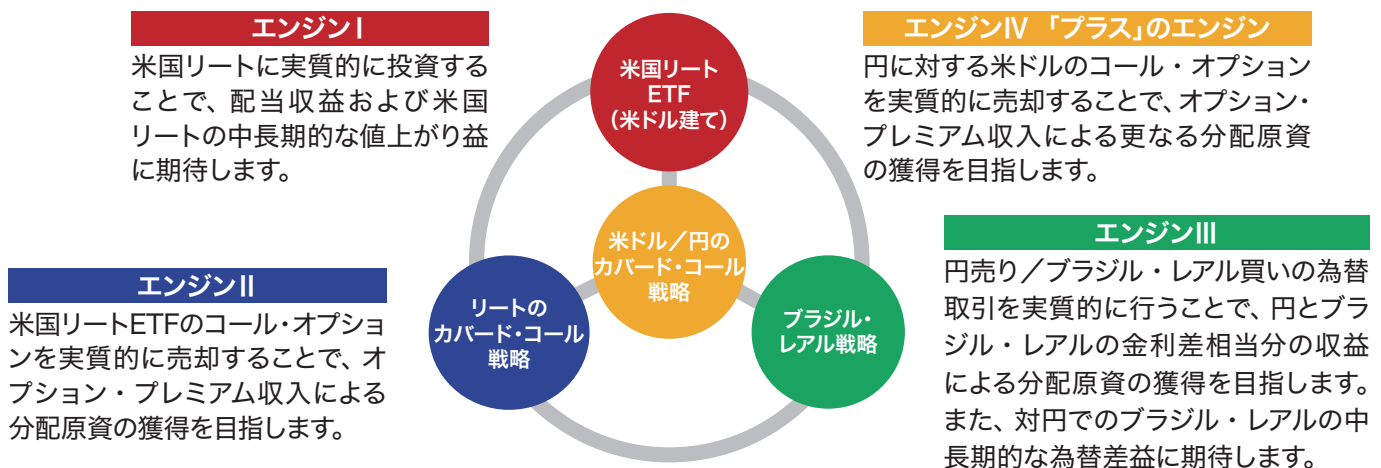 エンジンⅠ
米国リートに実質的に投資する
ことで、配当収益および米国
リートの中長期的な値上がり益
に期待します。
米国リート
ETF
(米ドル建て)
エンジンⅣ 「プラス」のエンジン
円に対する米ドルのコール・オプション
を実質的に売却することで、オプション・
プレミアム収入による更なる分配原資
の獲得を目指します。
エンジンⅡ
米国リートETFのコール・オプショ
ンを実質的に売却することで、オ
プション・プレミアム収入による
分配原資の獲得を目指します。
リートの
カバード・コール
戦略
米ドル／円の
カバード・コール
戦略
ブラジル・
レアル戦略
エンジンⅢ
円売り／ブラジル・レアル買いの為替
取引を実質的に行うことで、円とブラ
ジル・レアルの金利差相当分の収益
による分配原資の獲得を目指します。
また、対円でのブラジル・レアルの中
長期的な為替差益に期待します。